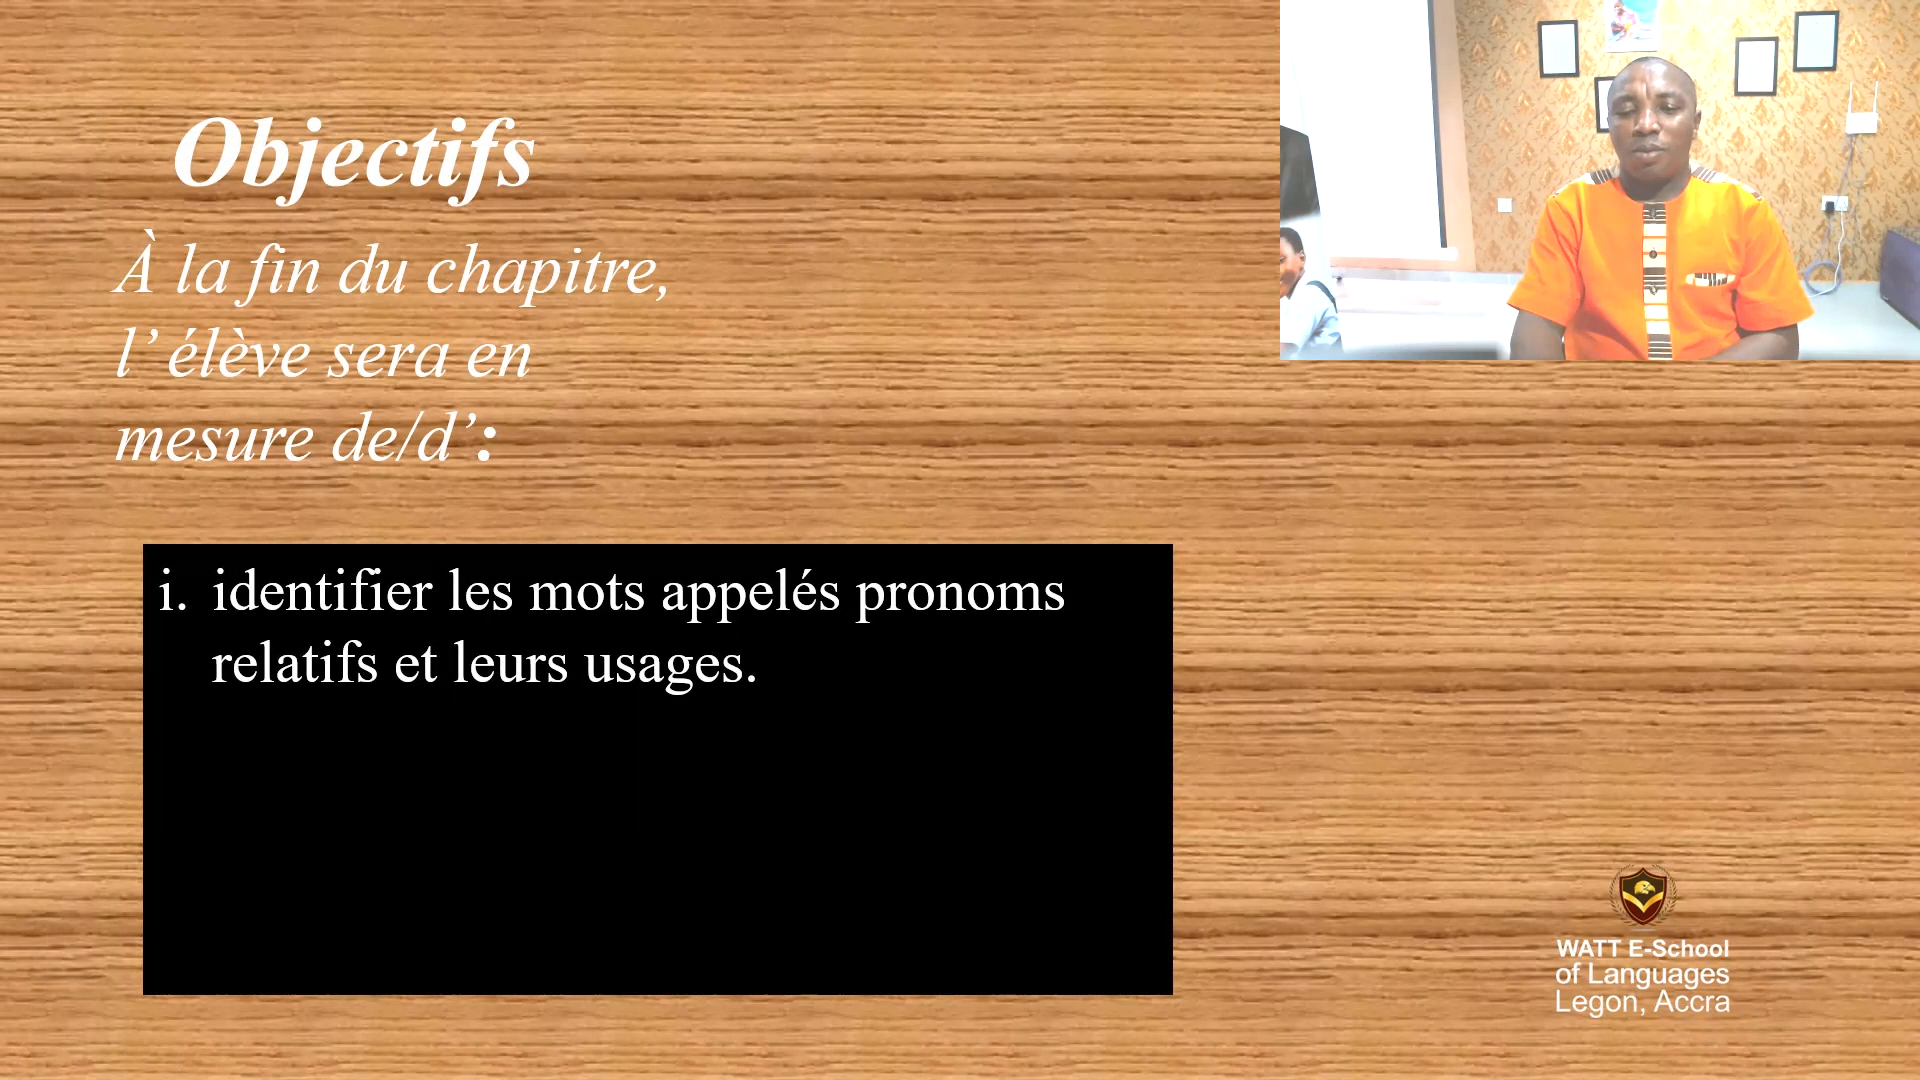 Objectifs
À la fin du chapitre,
l’ élève sera en
mesure de/d’:
i. identifier les mots appelés pronoms
relatifs et leurs usages.
WATT E-School
of Languages
Legon, Accra